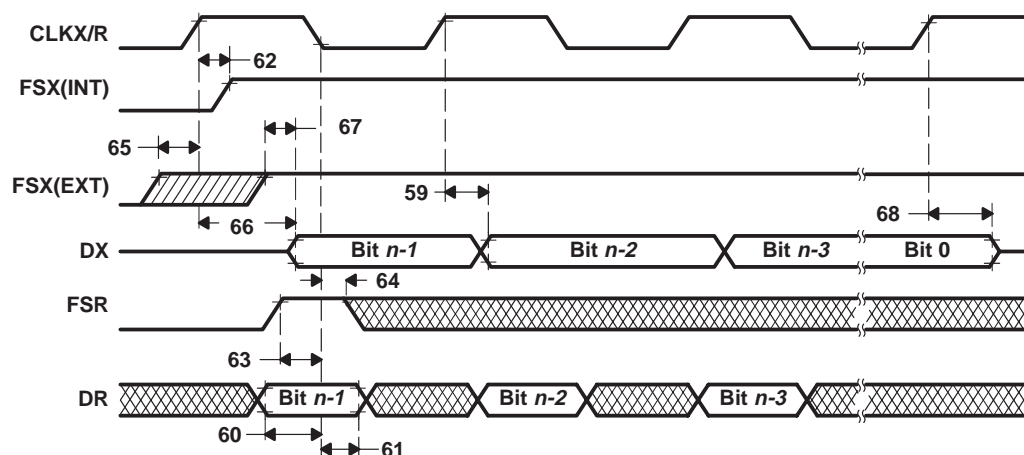 CLKX/R
62
FSX(INT)
67
65
FSX(EXT)
59
66
68
DX
Bit n-1
Bit n-2
Bit n-3
Bit 0
64
FSR
63
DR
Bit n-1
Bit n-2
Bit n-3
60
61